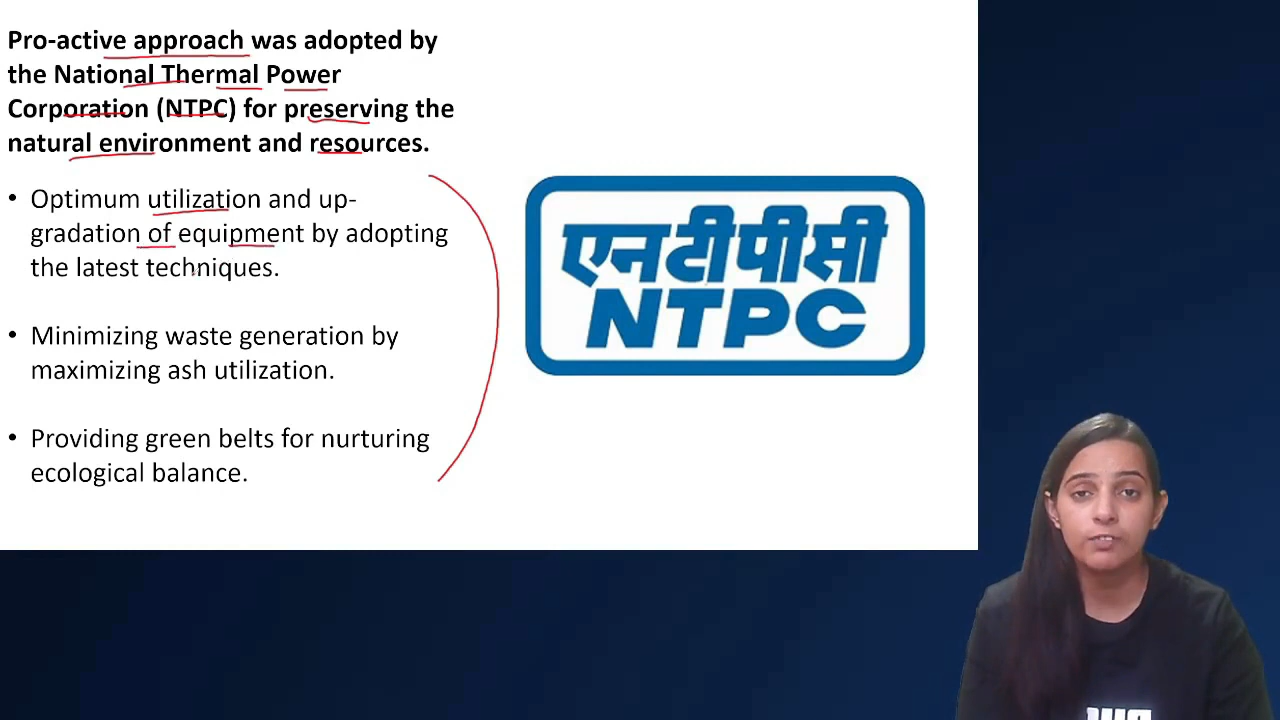 Pro-active approach was adopted by
the National Thermal Power
Corporation (NTPC) for preserving the
natural environment and resources.
• Optimum utilization and up-
gradation of equipment by adopting
the latest techniques.
• Minimizing waste generation by
maximizing ash utilization.
• Providing green belts for nurturing
ecological balance.
एनटीपीसी
NTPC